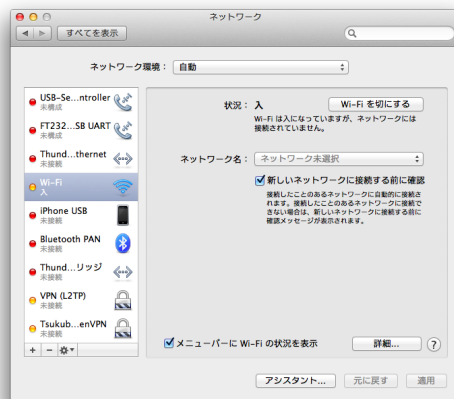 ネットワーク
すべてを表示
ネットワーク環境： 自動
USB-Se...ntroller
未構成
FT232...SB UART
未構成
Thund...thernet
未接続
Wi-Fi
入
iPhone USB
未接続
Bluetooth PAN
未接続
Thund...リッジ
未接続
VPN (L2TP)
未接続
Tsukub...enVPN
未接続
状況： 入
Wi-Fi を切にする
Wi-Fi は入になっていますが、ネットワークには
接続されていません。
ネットワーク名： ネットワーク未選択
新しいネットワークに接続する前に確認
接続したことのあるネットワークに自動的に接続さ
れます。接続したことのあるネットワークに接続で
きない場合は、新しいネットワークに接続する前に
確認メッセージが表示されます。
メニューバーに Wi-Fi の状況を表示
詳細...
?
アシスタント...
元に戻す
適用